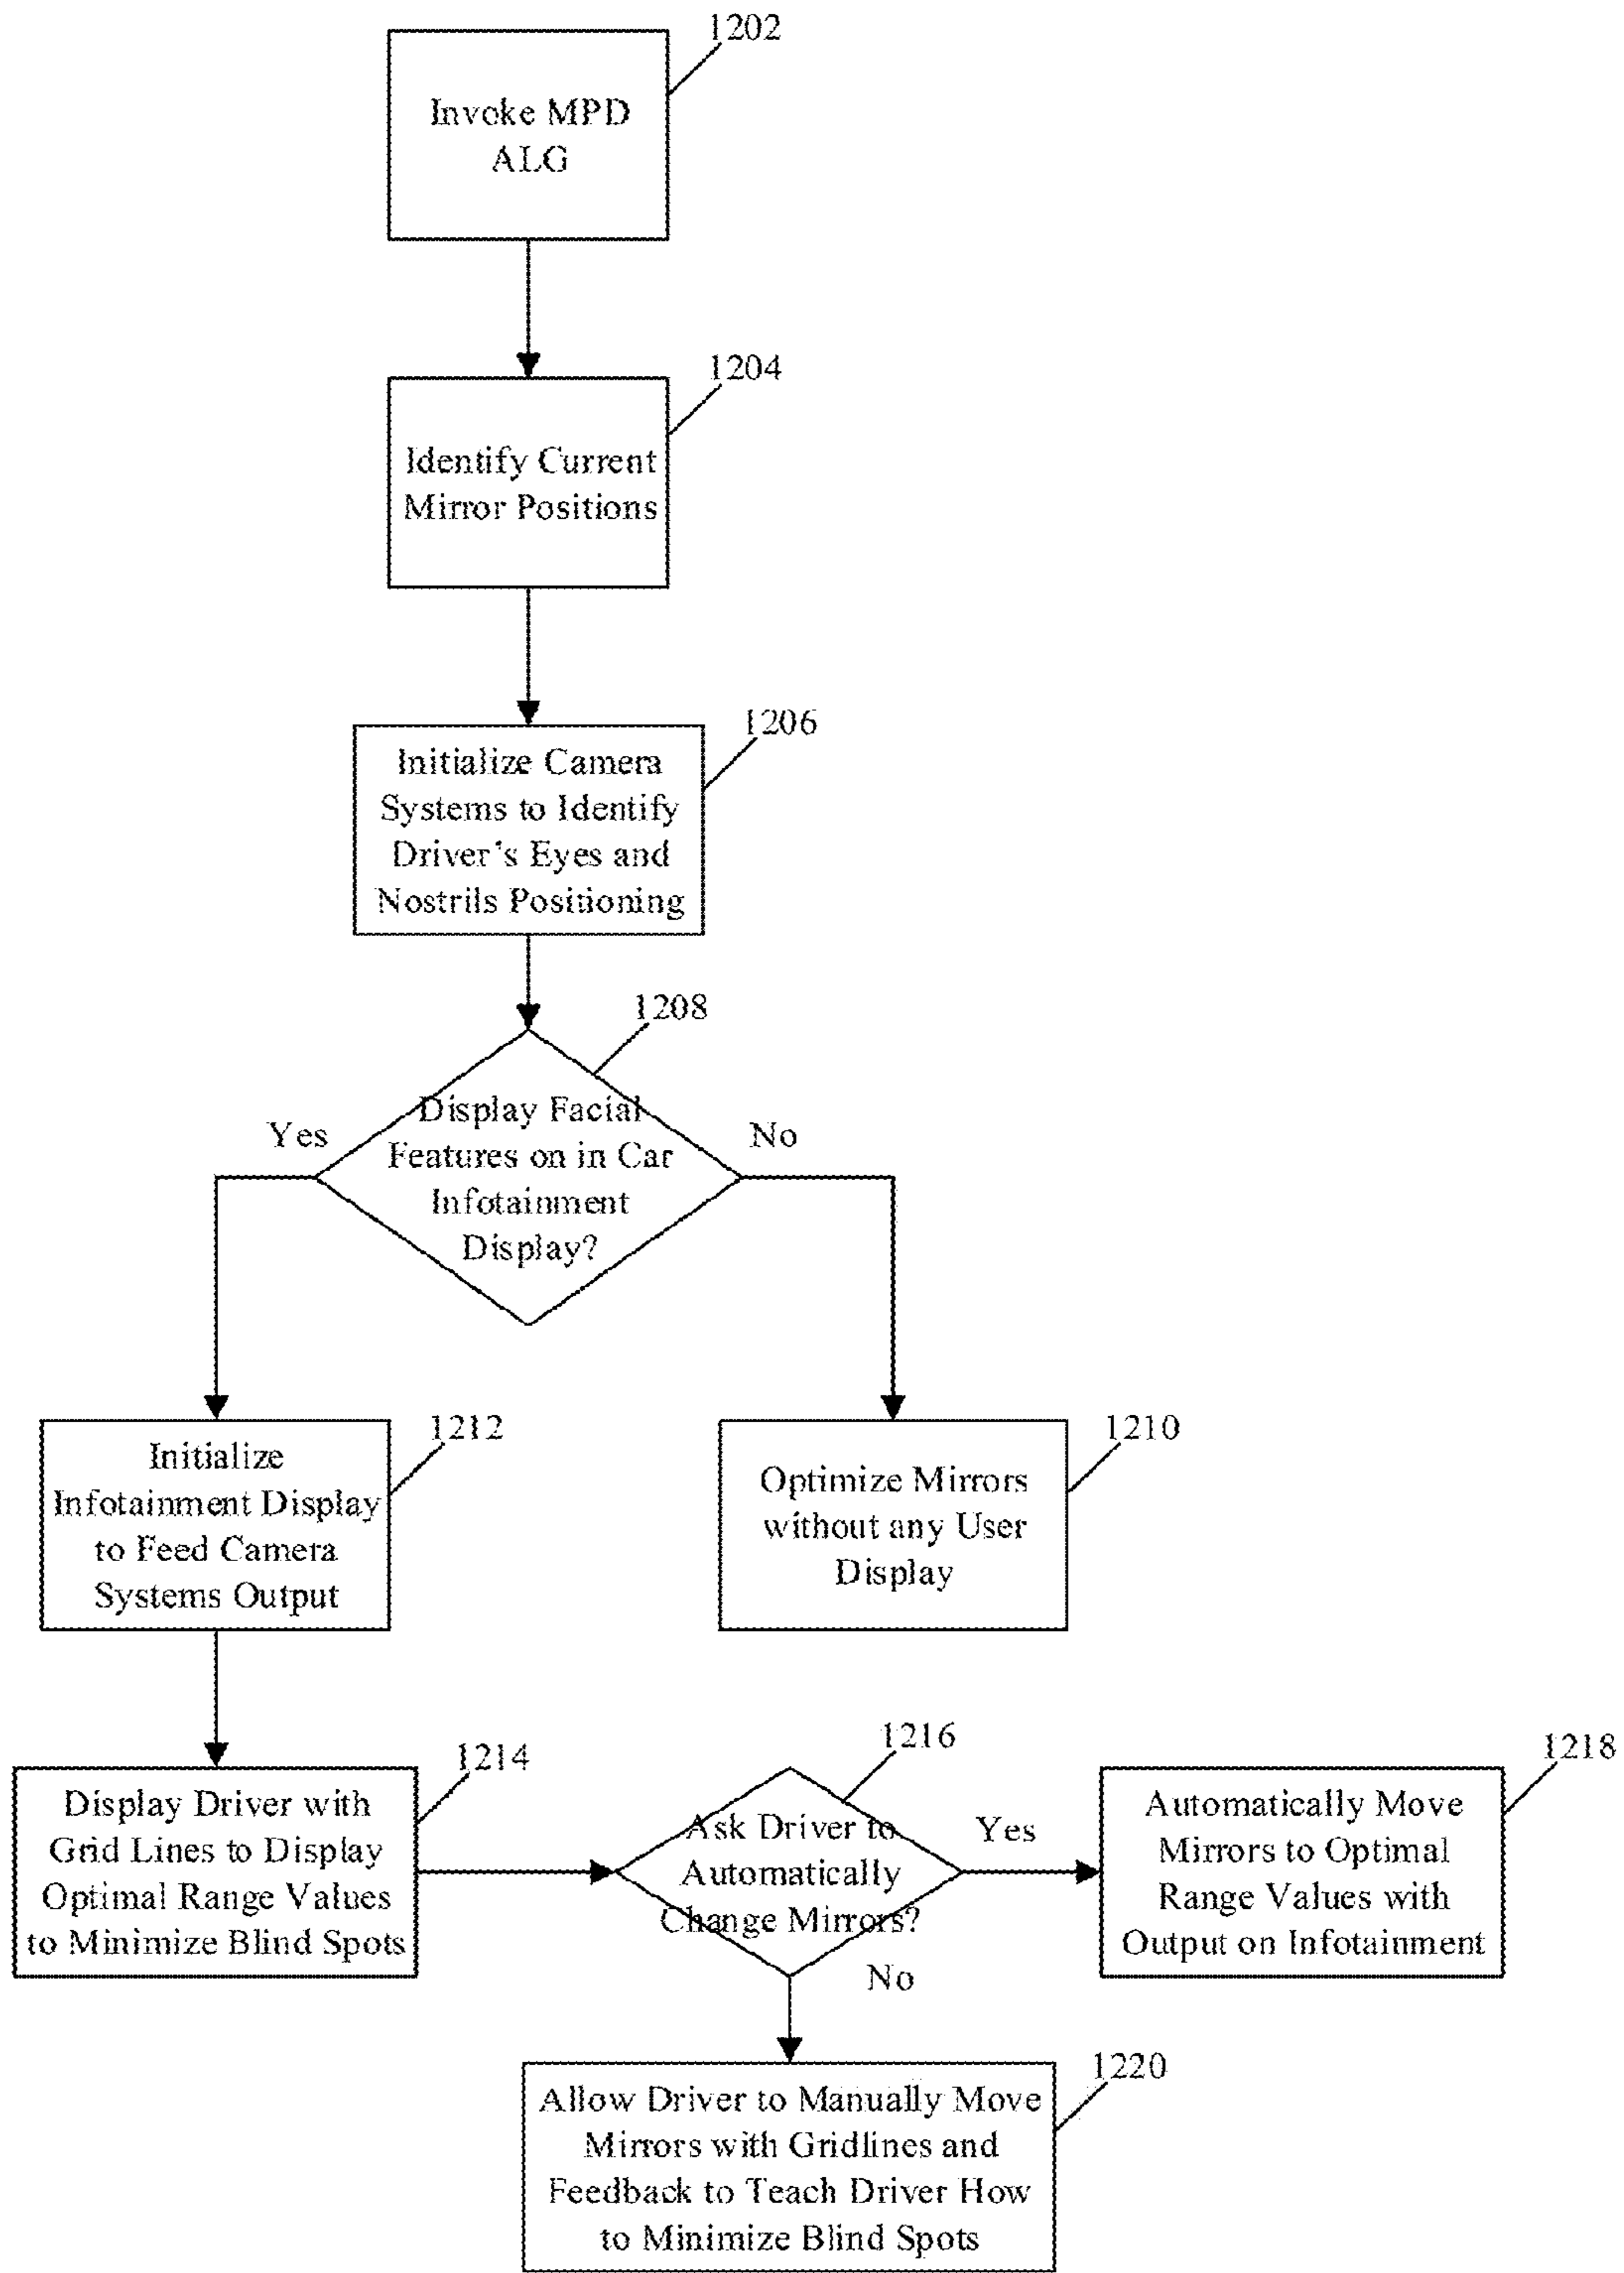 1202
Invoke MPD
ALG
1204
Identify Current
Mirror Positions
1206
Initialize Camera
Systems to Identify
Driver's Eyes and
Nostrils Positioning
1208
Display Facial
Features on in Car
Infotainment
Display?
Yes
No
1212
Initialize
Infotainment Display
to Feed Camera
Systems Output
1210
Optimize Mirrors
without any User
Display
1214
Display Driver with
Grid Lines to Display
Optimal Range Values
to Minimize Blind Spots
1216
Ask Driver to
Automatically
Change Mirrors?
Yes
No
1218
Automatically Move
Mirrors to Optimal
Range Values with
Output on Infotainment
1220
Allow Driver to Manually Move
Mirrors with Gridlines and
Feedback to Teach Driver How
to Minimize Blind Spots